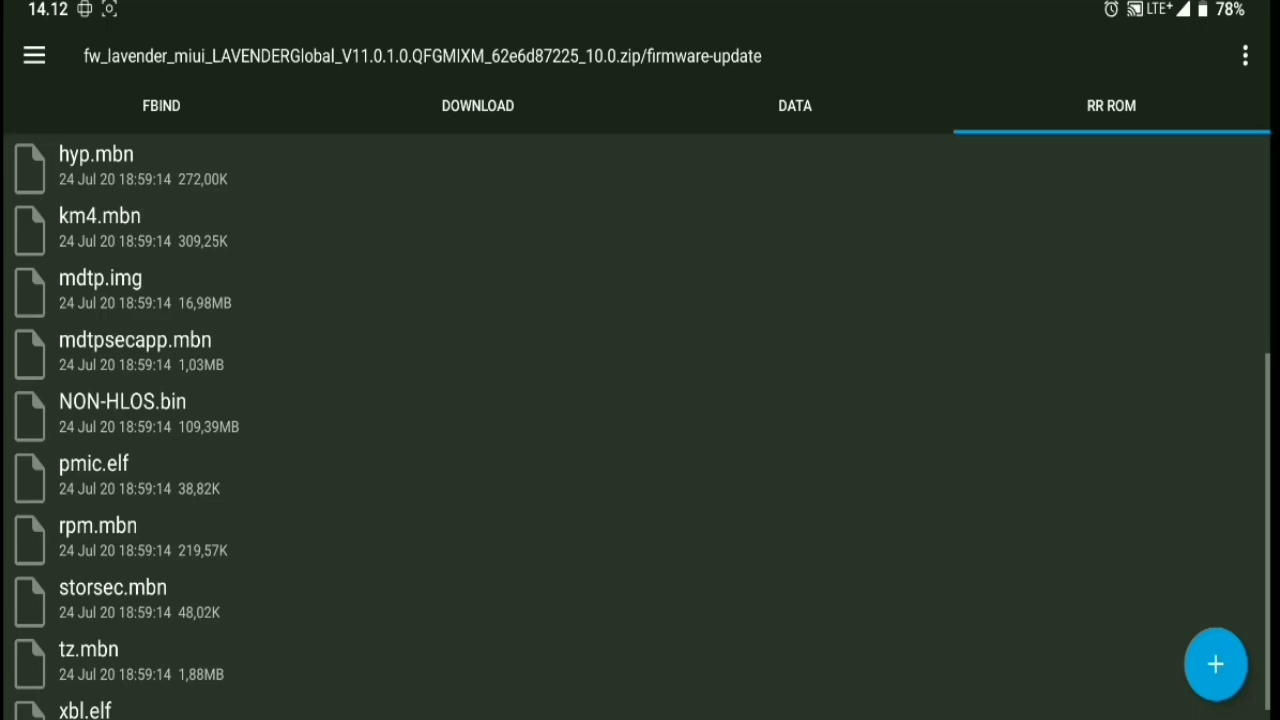 14.12 LTE+ 78%
fw_lavender_miui_LAVENDERGlobal_V11.0.1.0.QFGMIXM_62e6d87225_10.0.zip/firmware-update
FBIND DOWNLOAD DATA RR ROM
hyp.mbn
24 Jul 20 18:59:14 272,00K
km4.mbn
24 Jul 20 18:59:14 309,25K
mdtp.img
24 Jul 20 18:59:14 16,98MB
mdtpsecapp.mbn
24 Jul 20 18:59:14 1,03MB
NON-HLOS.bin
24 Jul 20 18:59:14 109,39MB
pmic.elf
24 Jul 20 18:59:14 38,82K
rpm.mbn
24 Jul 20 18:59:14 219,57K
storsec.mbn
24 Jul 20 18:59:14 48,02K
tz.mbn
24 Jul 20 18:59:14 1,88MB
xbl.elf